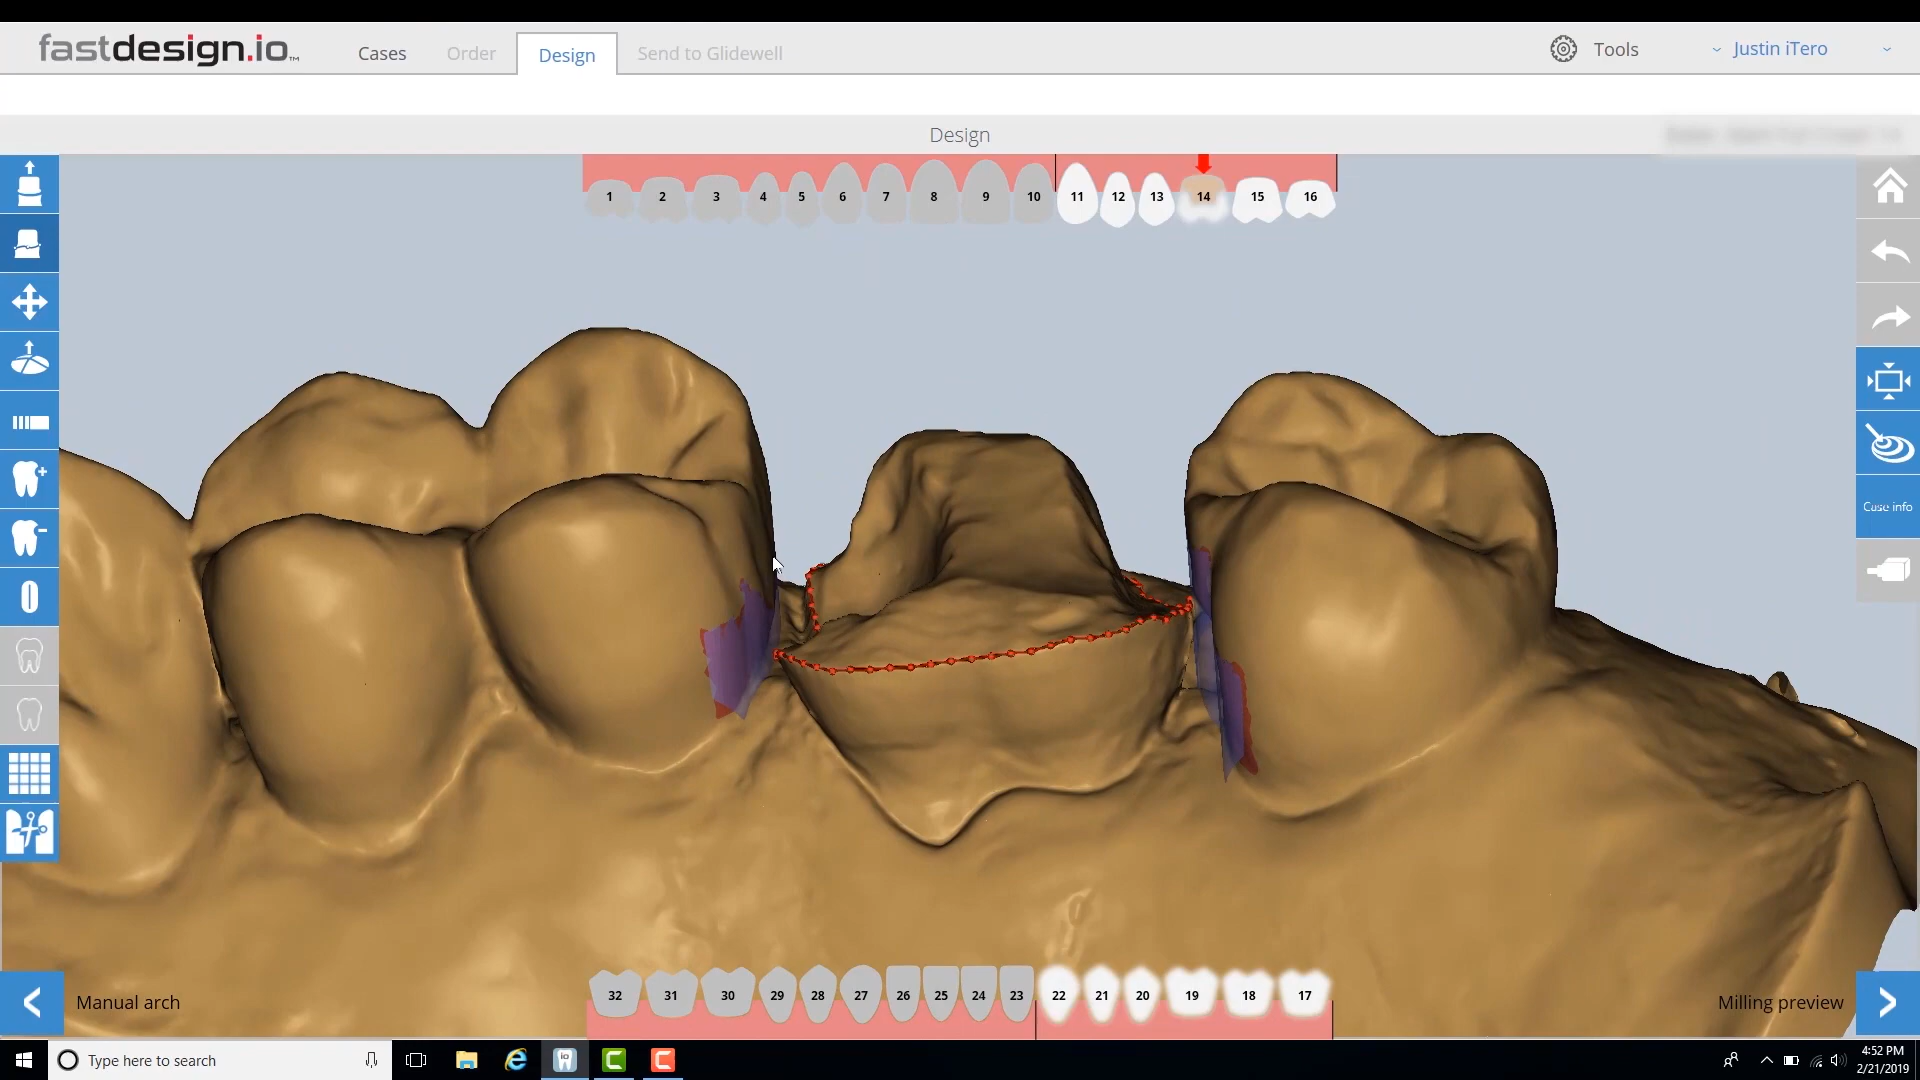 fastdesign.io™ Cases Order Design Send to Glidewell Tools Justin iTero
Design
1 2 3 4 5 6 7 8 9 10 11 12 13 14 15 16
Case info
32 31 30 29 28 27 26 25 24 23 22 21 20 19 18 17
Manual arch Milling preview
Type here to search
4:52 PM
2/21/2019